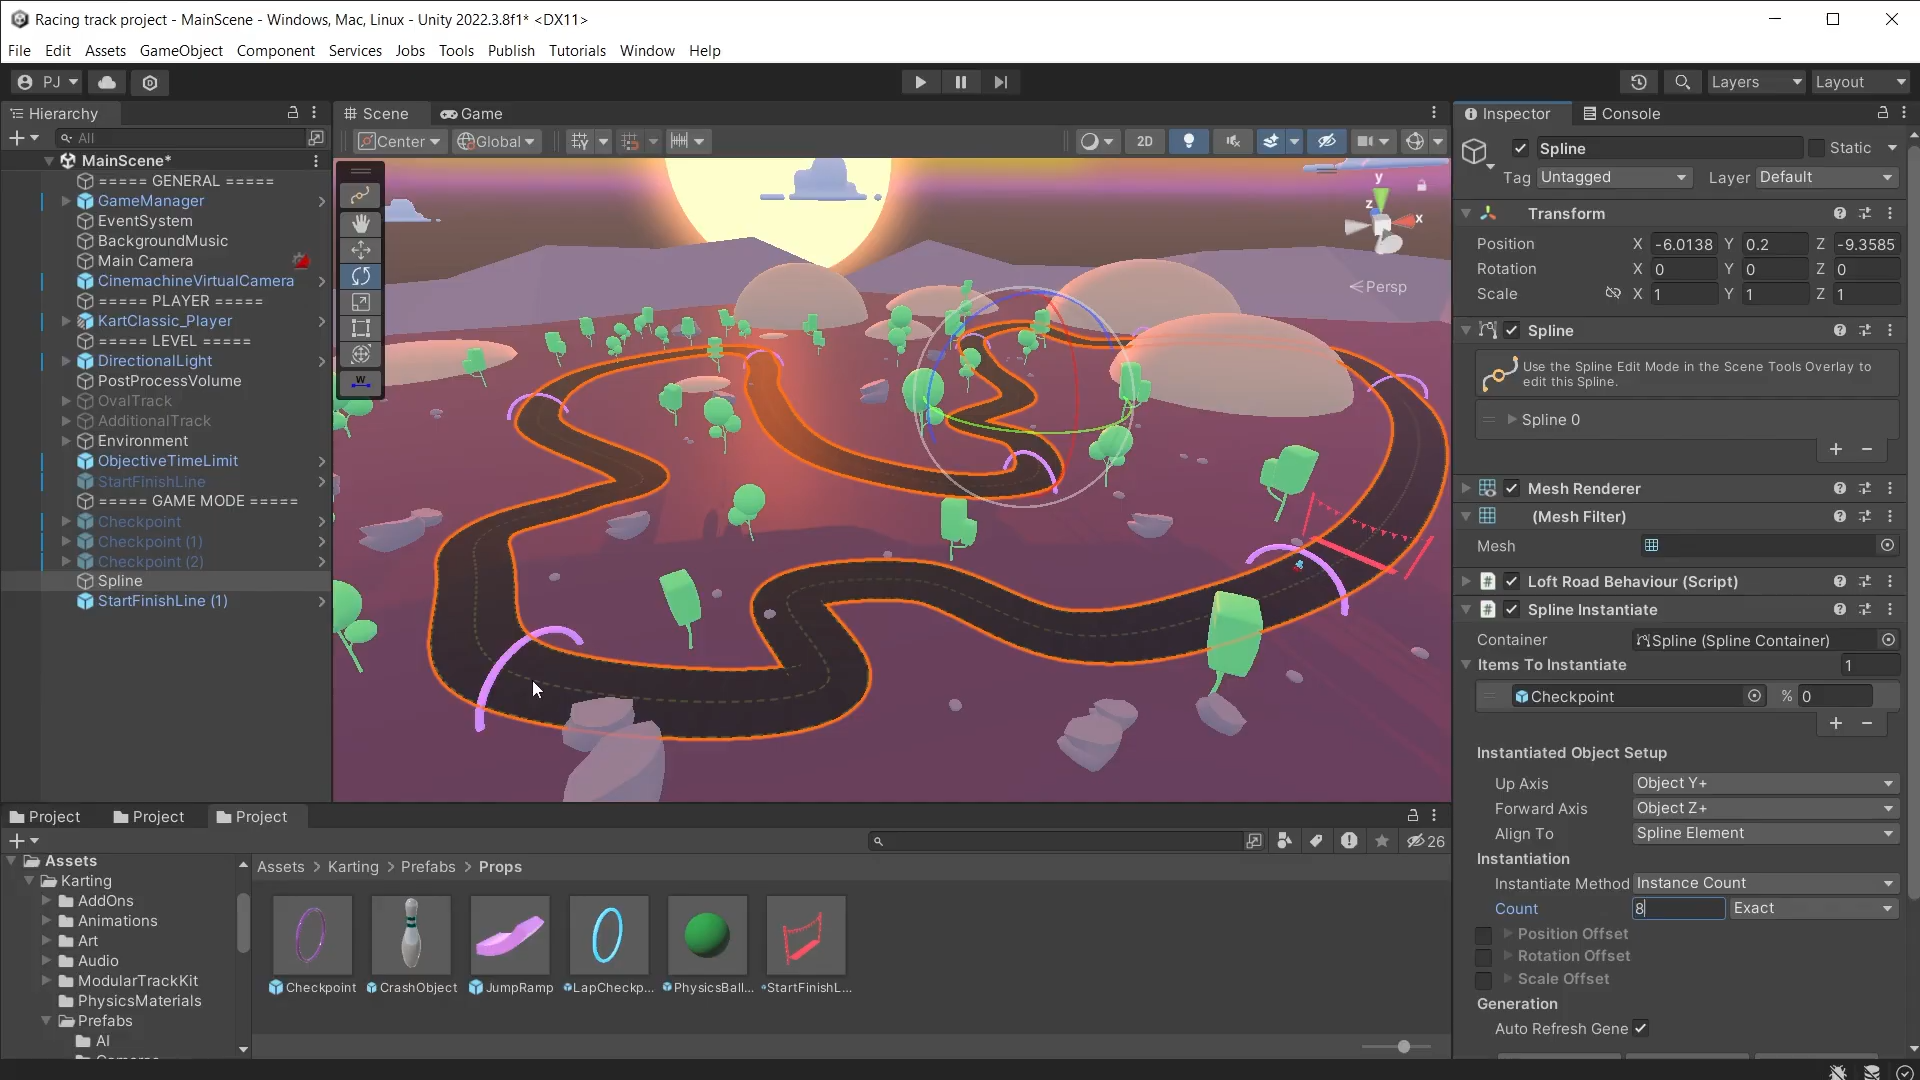 Racing track project - MainScene - Windows, Mac, Linux - Unity 2022.3.8f1* <DX11>
File Edit Assets GameObject Component Services Jobs Tools Publish Tutorials Window Help
PJ Layers Layout
Hierarchy
All
MainScene*
===== GENERAL =====
GameManager
EventSystem
BackgroundMusic
Main Camera
CinemachineVirtualCamera
===== PLAYER =====
KartClassic_Player
===== LEVEL =====
DirectionalLight
PostProcessVolume
OvalTrack
AdditionalTrack
Environment
ObjectiveTimeLimit
StartFinishLine
===== GAME MODE =====
Checkpoint
Checkpoint (1)
Checkpoint (2)
Spline
StartFinishLine (1)
Scene Game
Center Global 2D
W
y
z x
Persp
Inspector Console
Spline Static
Tag Untagged Layer Default
Transform
Position X -6.0138 Y 0.2 Z -9.3585
Rotation X 0 Y 0 Z 0
Scale X 1 Y 1 Z 1
Spline
Use the Spline Edit Mode in the Scene Tools Overlay to
edit this Spline.
Spline 0
+ -
Mesh Renderer
(Mesh Filter)
Mesh
Loft Road Behaviour (Script)
Spline Instantiate
Container Spline (Spline Container)
Items To Instantiate 1
Checkpoint % 0
+ -
Instantiated Object Setup
Up Axis Object Y+
Forward Axis Object Z+
Align To Spline Element
Instantiation
Instantiate Method Instance Count
Count 8 Exact
Position Offset
Rotation Offset
Scale Offset
Generation
Auto Refresh Gene
Project Project Project
26
Assets
Karting
AddOns
Animations
Art
Audio
ModularTrackKit
PhysicsMaterials
Prefabs
AI
Assets > Karting > Prefabs > Props
Checkpoint CrashObject JumpRamp LapCheckp... PhysicsBall... StartFinishL...